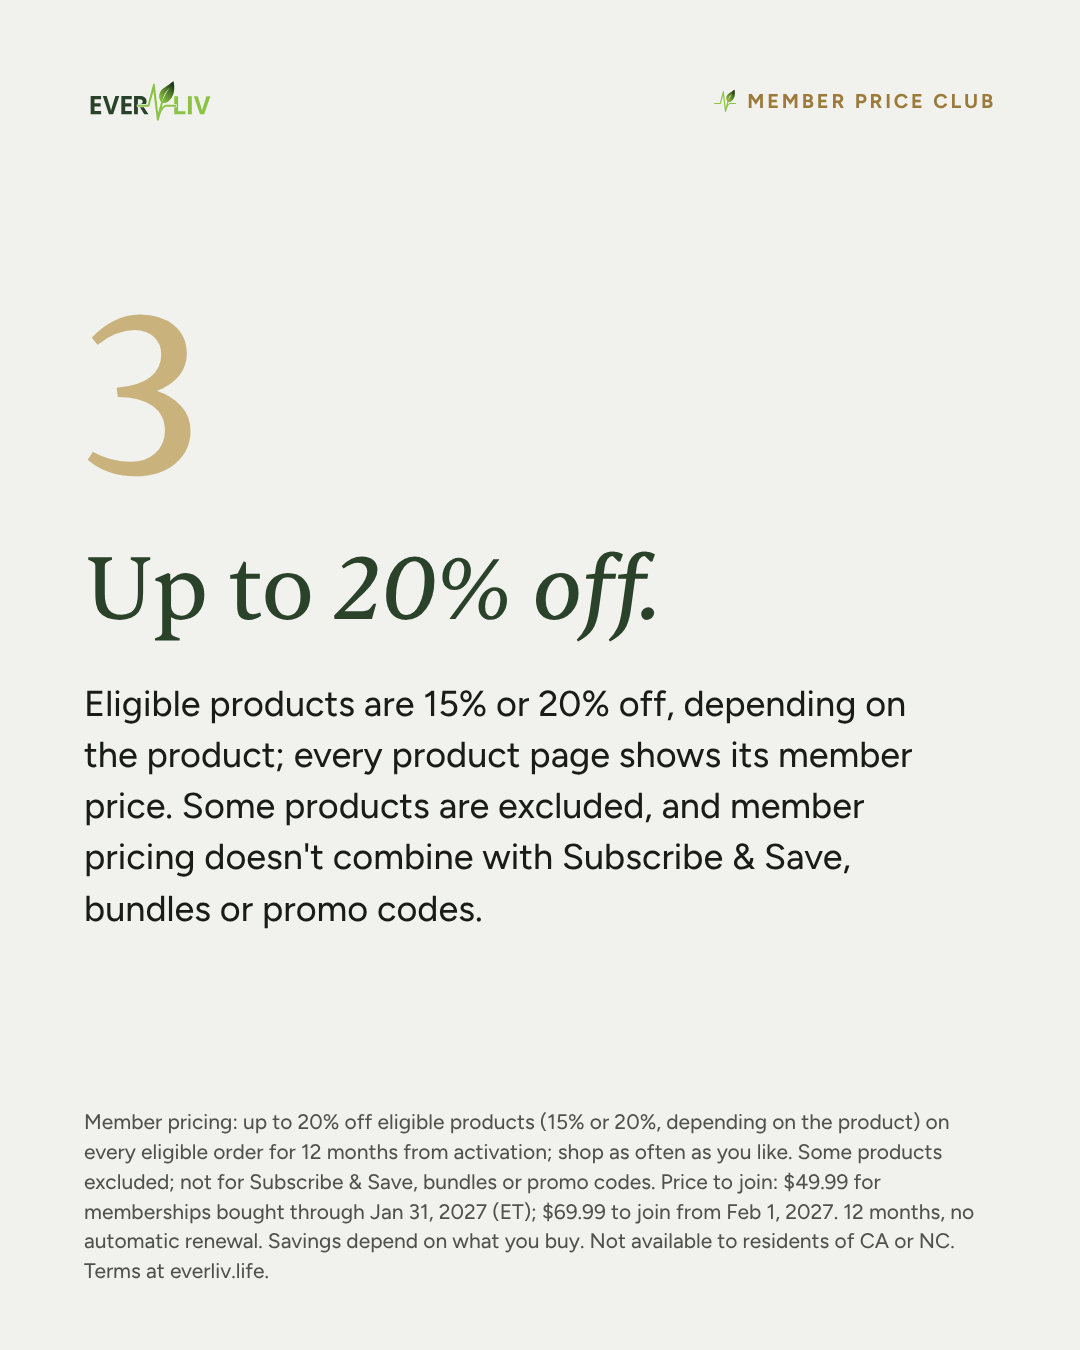 EVERLIV
MEMBER PRICE CLUB
3
Up to 20% off.
Eligible products are 15% or 20% off, depending on
the product; every product page shows its member
price. Some products are excluded, and member
pricing doesn't combine with Subscribe & Save,
bundles or promo codes.
Member pricing: up to 20% off eligible products (15% or 20%, depending on the product) on
every eligible order for 12 months from activation; shop as often as you like. Some products
excluded; not for Subscribe & Save, bundles or promo codes. Price to join: $49.99 for
memberships bought through Jan 31, 2027 (ET); $69.99 to join from Feb 1, 2027. 12 months, no
automatic renewal. Savings depend on what you buy. Not available to residents of CA or NC.
Terms at everliv.life.